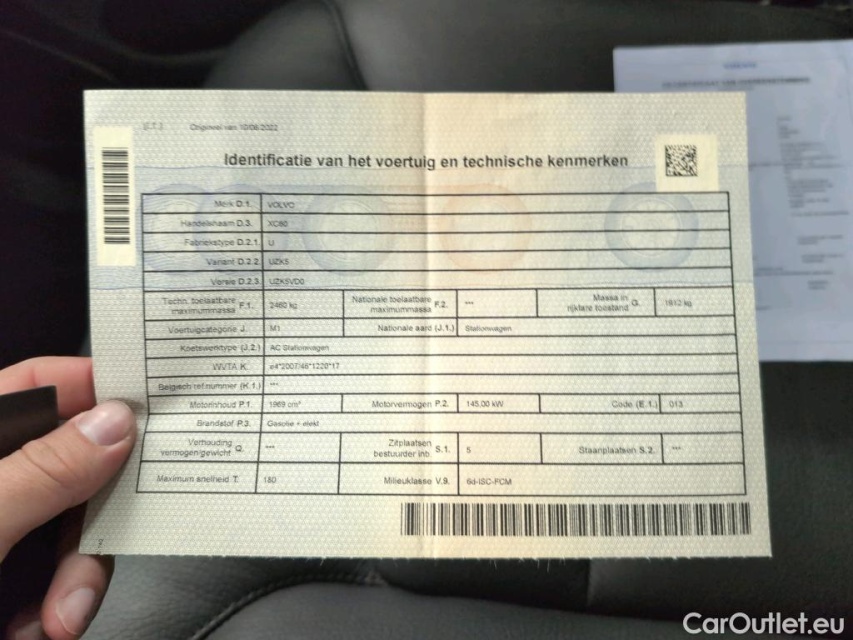 Ongeveer van 10/06/2022
Identificatie van het voertuig en technische kenmerken
Merk D.1. VOLVO
Handelsnaam D.3. XC60
Fabriekstype D.2.1. U
Variant D.2.2. UZK5
Versie D.2.3. UZK5VD0
Techn. toelaatbare maximummassa F.1. 2460 kg Nationale toelaatbare maximummassa F.2. *** Massa in rijklare toestand G. 1910 kg
Voertuigcategorie J. M1 Nationale aard (J.1.) Stationwagen
Koetswerktype (J.2.) AC Stationwagen
WVTA K. e4*2007/46*1220*17
Belgisch ref.nummer (K.1.) ***
Motorinhoud P.1. 1969 cm³ Motorvermogen P.2. 145.00 kW Code (E.1.) 013
Brandstof P.3. Gasolie + elekt
Verhouding vermogen/gewicht Q. *** Zitplaatsen bestuurder inb. S.1. 5 Staanplaatsen S.2. ***
Maximum snelheid T. 180 Milieuklasse V.9. 6d-ISC-FCM
2
CarOutlet.eu